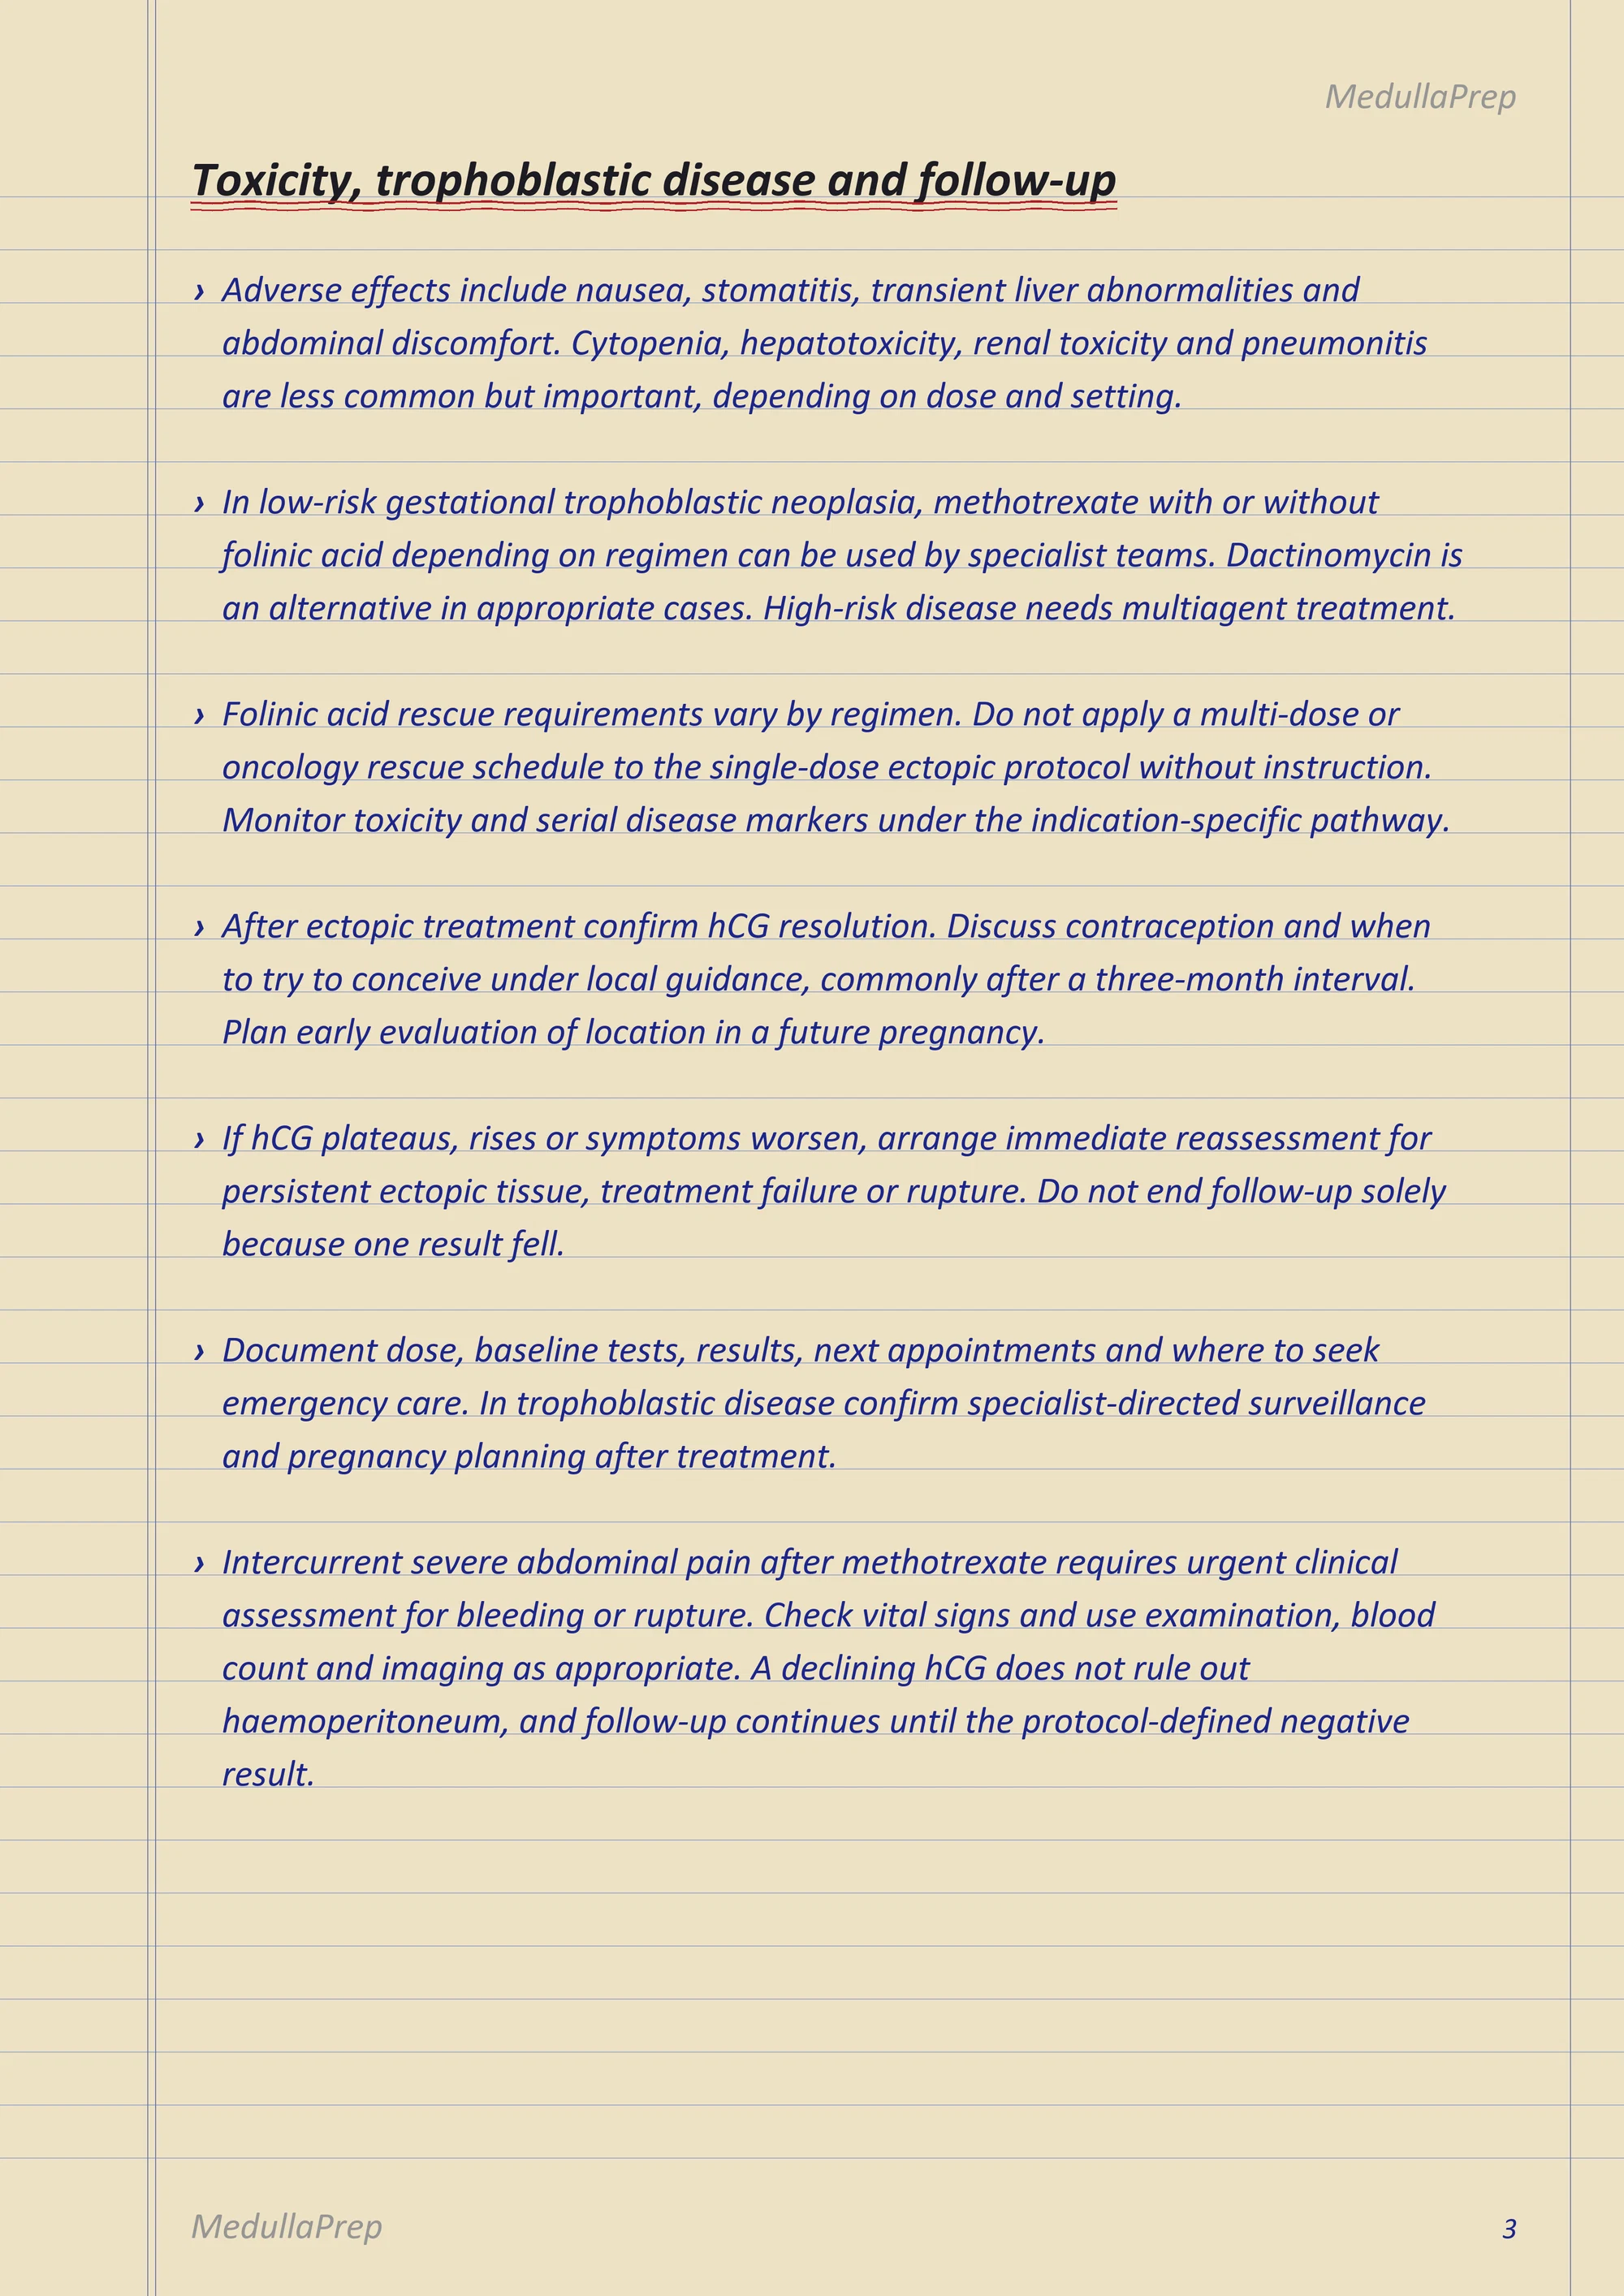 MedullaPrep
Toxicity, trophoblastic disease and follow-up
› Adverse effects include nausea, stomatitis, transient liver abnormalities and
abdominal discomfort. Cytopenia, hepatotoxicity, renal toxicity and pneumonitis
are less common but important, depending on dose and setting.
› In low-risk gestational trophoblastic neoplasia, methotrexate with or without
folinic acid depending on regimen can be used by specialist teams. Dactinomycin is
an alternative in appropriate cases. High-risk disease needs multiagent treatment.
› Folinic acid rescue requirements vary by regimen. Do not apply a multi-dose or
oncology rescue schedule to the single-dose ectopic protocol without instruction.
Monitor toxicity and serial disease markers under the indication-specific pathway.
› After ectopic treatment confirm hCG resolution. Discuss contraception and when
to try to conceive under local guidance, commonly after a three-month interval.
Plan early evaluation of location in a future pregnancy.
› If hCG plateaus, rises or symptoms worsen, arrange immediate reassessment for
persistent ectopic tissue, treatment failure or rupture. Do not end follow-up solely
because one result fell.
› Document dose, baseline tests, results, next appointments and where to seek
emergency care. In trophoblastic disease confirm specialist-directed surveillance
and pregnancy planning after treatment.
› Intercurrent severe abdominal pain after methotrexate requires urgent clinical
assessment for bleeding or rupture. Check vital signs and use examination, blood
count and imaging as appropriate. A declining hCG does not rule out
haemoperitoneum, and follow-up continues until the protocol-defined negative
result.
MedullaPrep
3